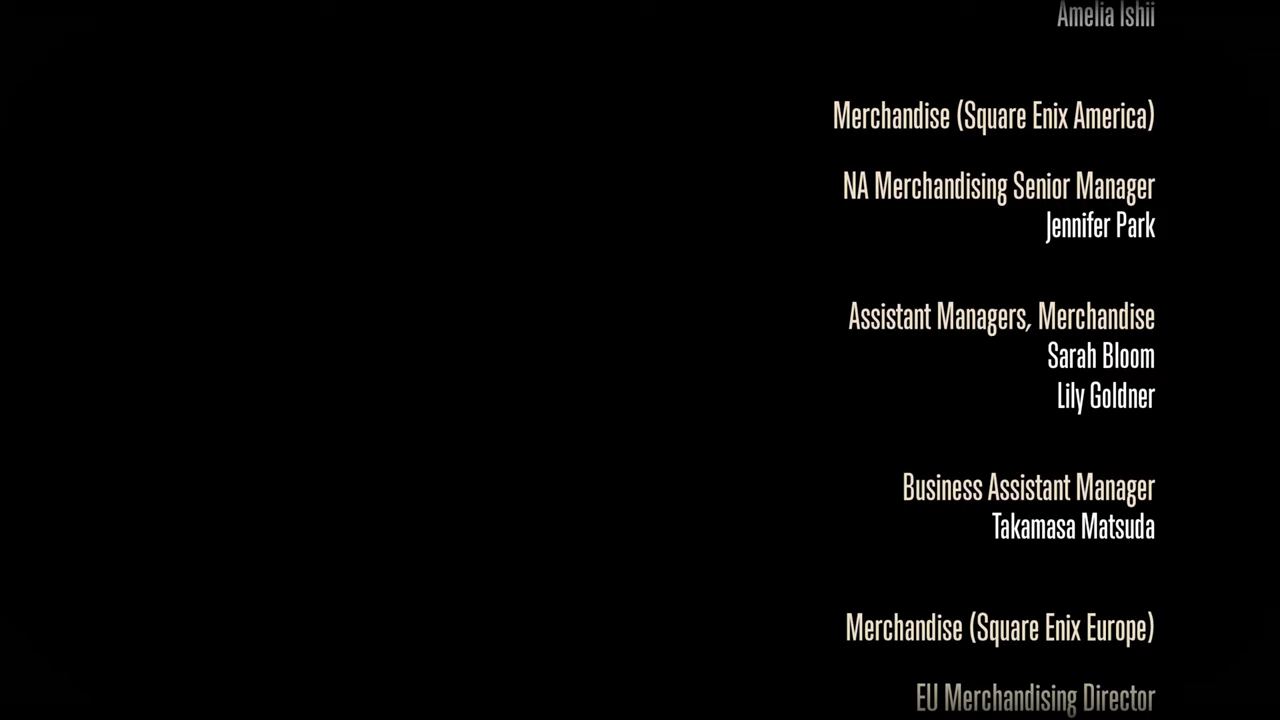 Amelia Ishii
Merchandise (Square Enix America)
NA Merchandising Senior Manager
Jennifer Park
Assistant Managers, Merchandise
Sarah Bloom
Lily Goldner
Business Assistant Manager
Takamasa Matsuda
Merchandise (Square Enix Europe)
EU Merchandising Director